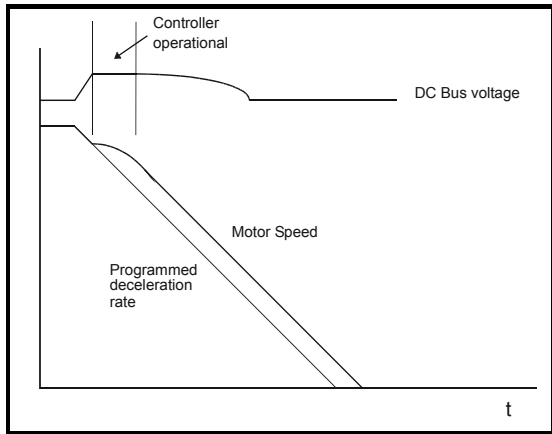 Controller
operational
DC Bus voltage
Motor Speed
Programmed
deceleration
rate
t